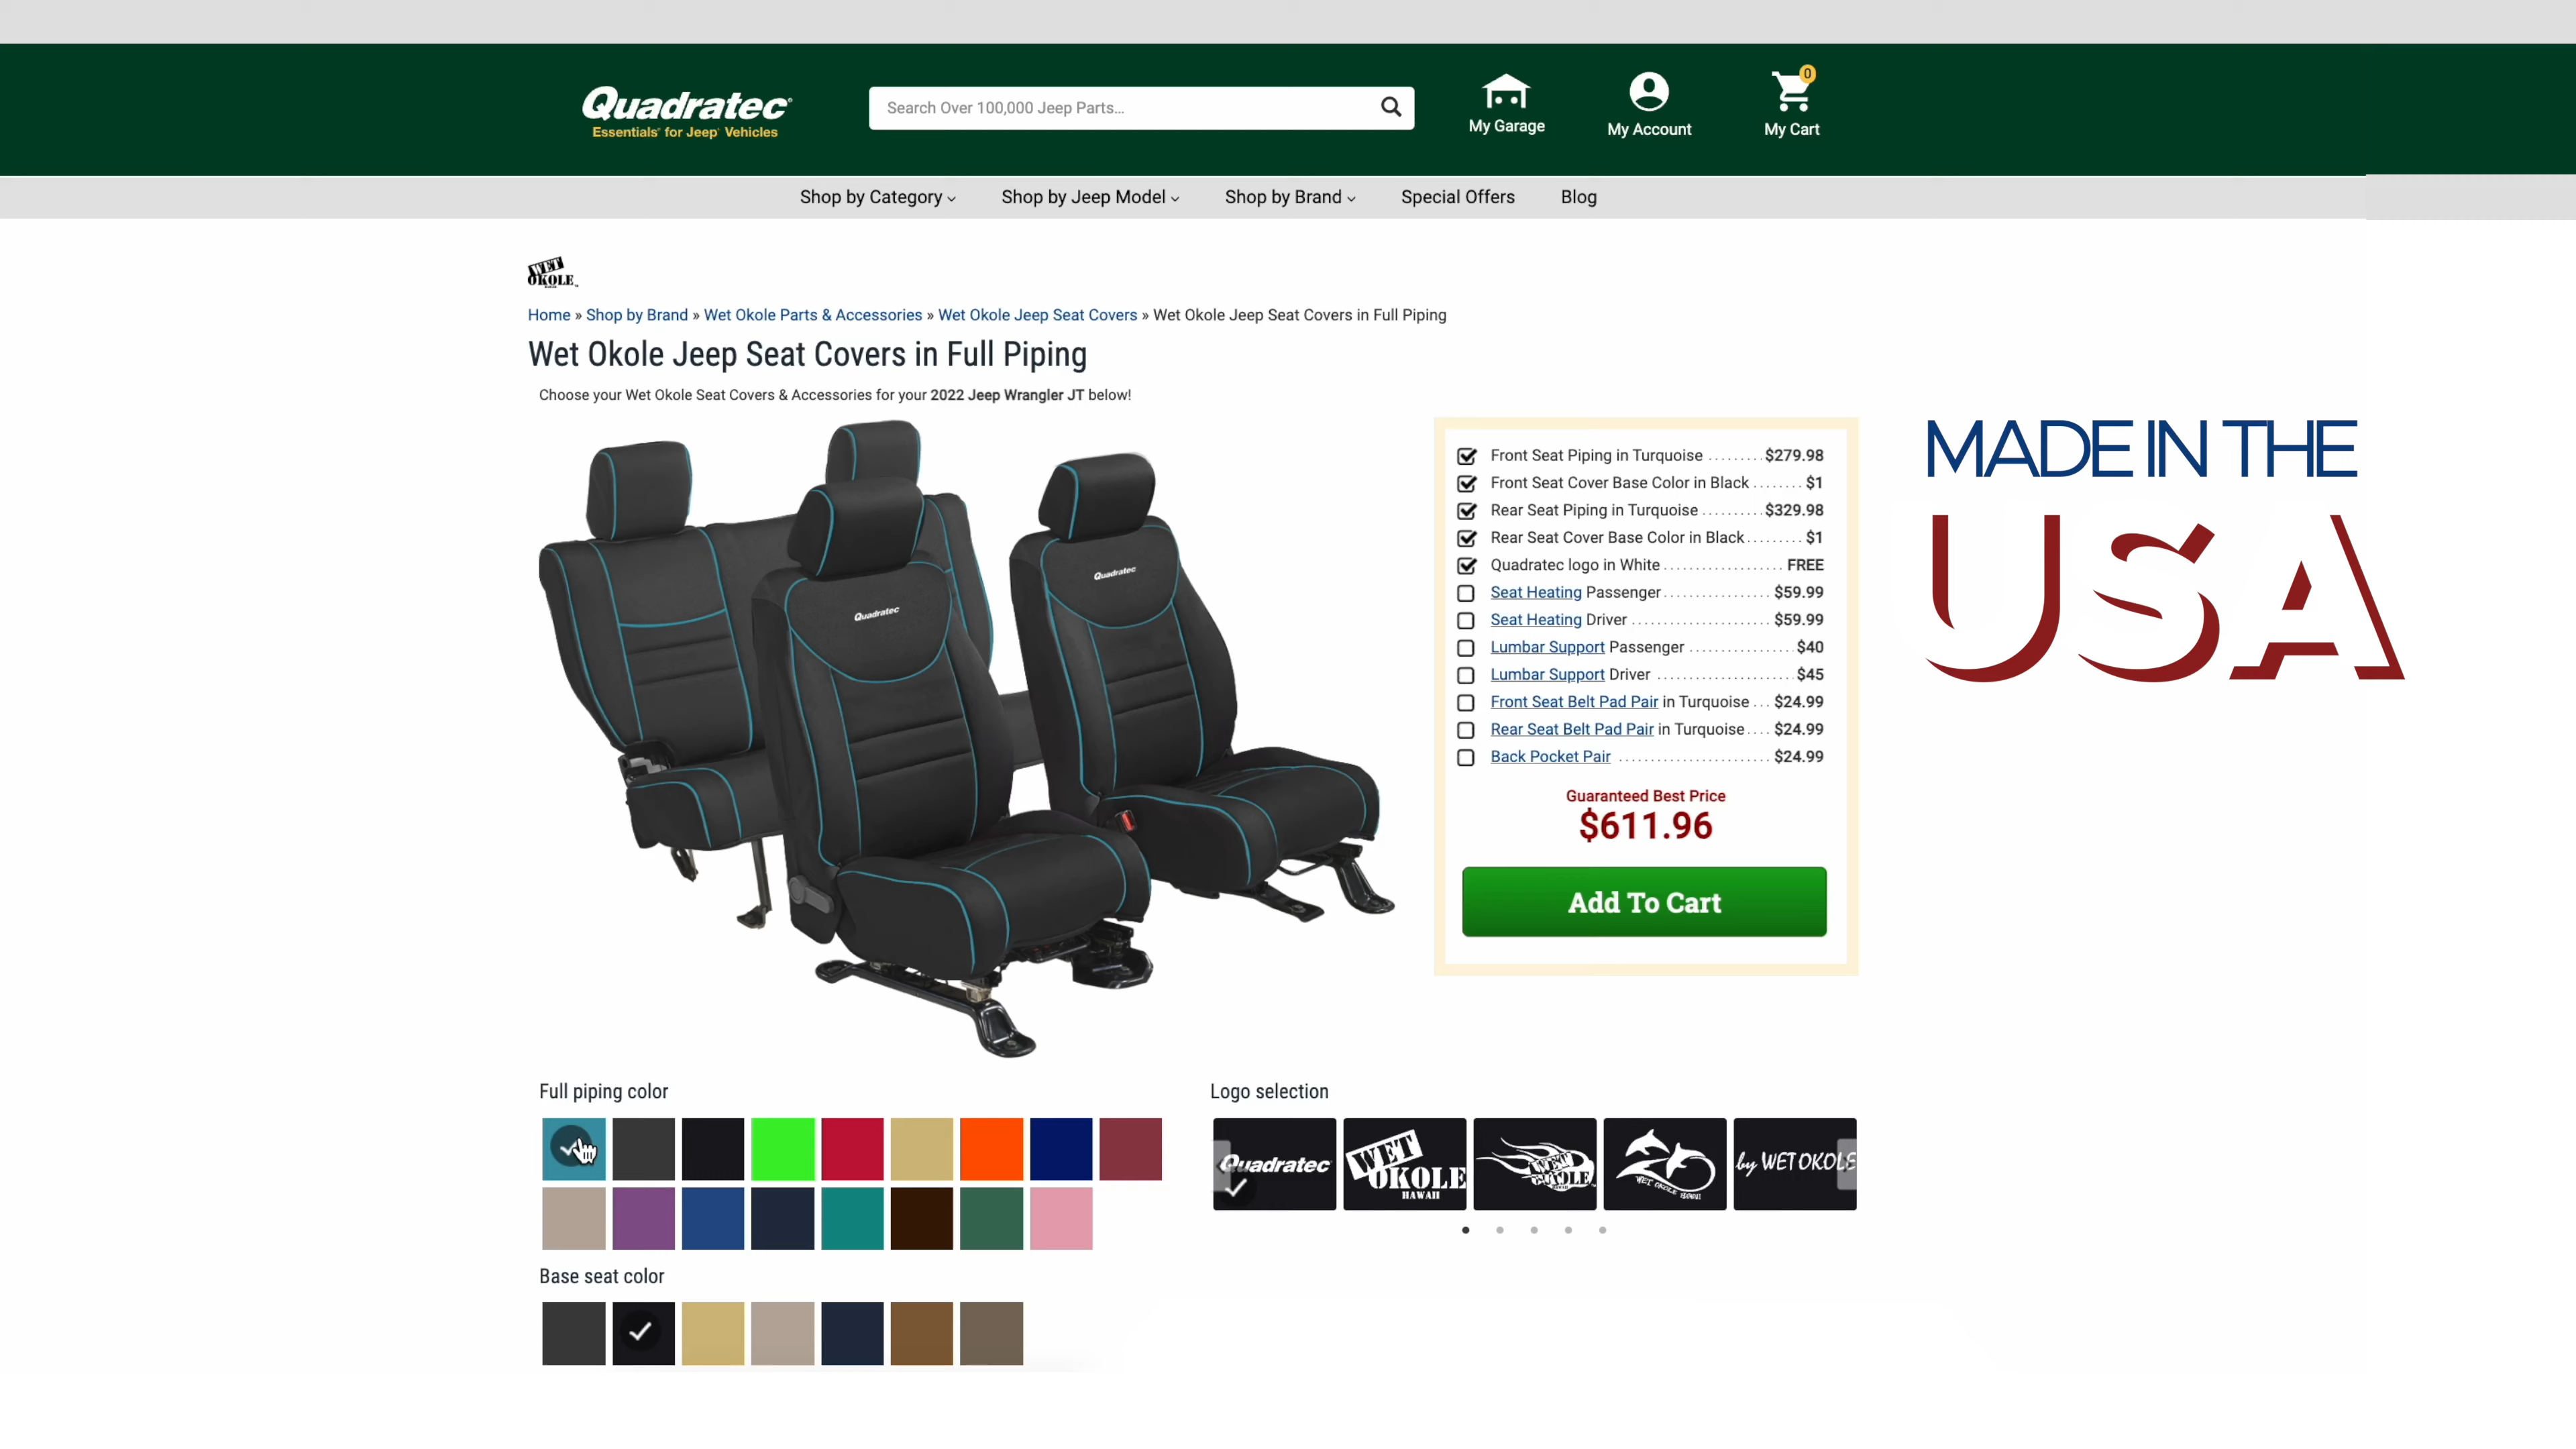 Quadratec
Essentials for Jeep Vehicles
Search Over 100,000 Jeep Parts...
My Garage
My Account
0
My Cart
Shop by Category
Shop by Jeep Model
Shop by Brand
Special Offers
Blog
WET OKOLE
Home » Shop by Brand » Wet Okole Parts & Accessories » Wet Okole Jeep Seat Covers » Wet Okole Jeep Seat Covers in Full Piping
Wet Okole Jeep Seat Covers in Full Piping
Choose your Wet Okole Seat Covers & Accessories for your 2022 Jeep Wrangler JT below!
Quadratec
Quadratec
Front Seat Piping in Turquoise ........ $279.98
Front Seat Cover Base Color in Black ........ $1
Rear Seat Piping in Turquoise .......... $329.98
Rear Seat Cover Base Color in Black ......... $1
Quadratec logo in White ................... FREE
Seat Heating Passenger ................. $59.99
Seat Heating Driver ...................... $59.99
Lumbar Support Passenger ................. $40
Lumbar Support Driver ...................... $45
Front Seat Belt Pad Pair in Turquoise ... $24.99
Rear Seat Belt Pad Pair in Turquoise .... $24.99
Back Pocket Pair ........................ $24.99
Guaranteed Best Price
$611.96
Add To Cart
MADE IN THE
USA
Full piping color
Logo selection
Quadratec
WET OKOLE HAWAII
WET OKOLE
WET OKOLE HAWAII
by WET OKOLE
Base seat color